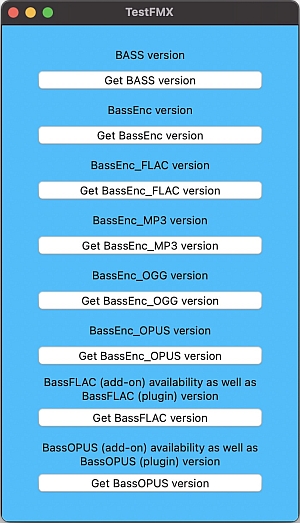 TestFMX
BASS version
Get BASS version
BassEnc version
Get BassEnc version
BassEnc_FLAC version
Get BassEnc_FLAC version
BassEnc_MP3 version
Get BassEnc_MP3 version
BassEnc_OGG version
Get BassEnc_OGG version
BassEnc_OPUS version
Get BassEnc_OPUS version
BassFLAC (add-on) availability as well as
BassFLAC (plugin) version
Get BassFLAC version
BassOPUS (add-on) availability as well as
BassOPUS (plugin) version
Get BassOPUS version